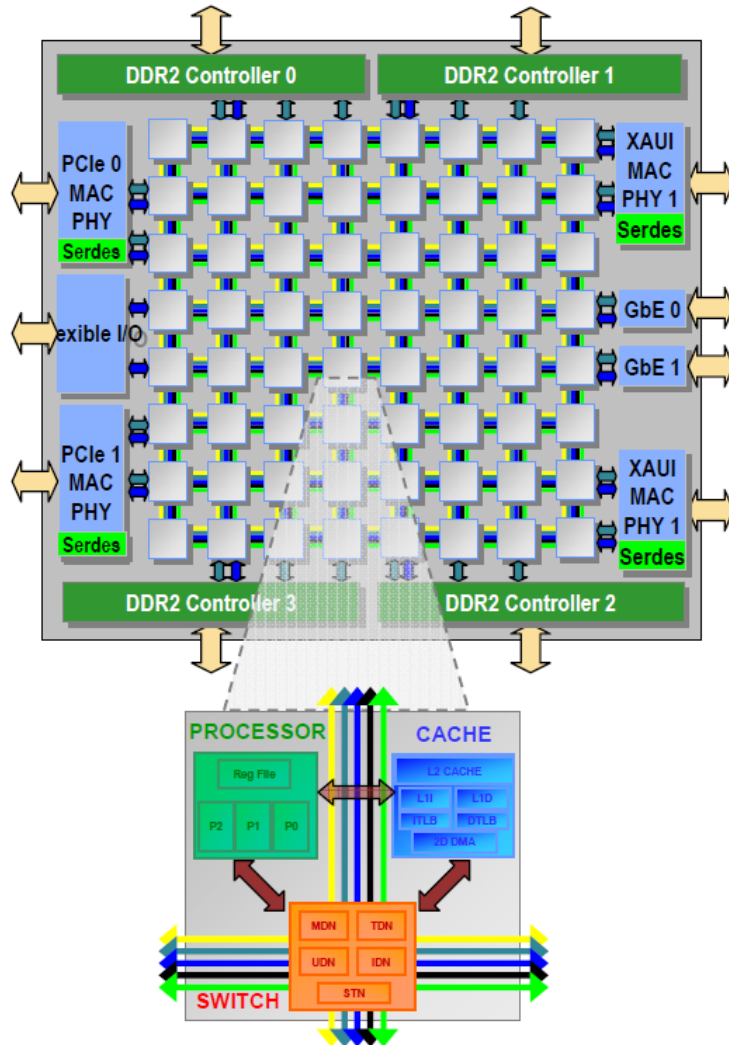 DDR2 Controller 0
DDR2 Controller 1
PCIe 0
MAC
PHY
Serdes
XAUI
MAC
PHY 1
Serdes
exible I/O
GbE 0
GbE 1
PCIe 1
MAC
PHY
Serdes
XAUI
MAC
PHY 1
Serdes
DDR2 Controller 3
DDR2 Controller 2
PROCESSOR
Reg File
P2
P1
P0
CACHE
L2 CACHE
L1I
L1D
ITLB
DTLB
2D DMA
MDN
TDN
UDN
IDN
STN
SWITCH